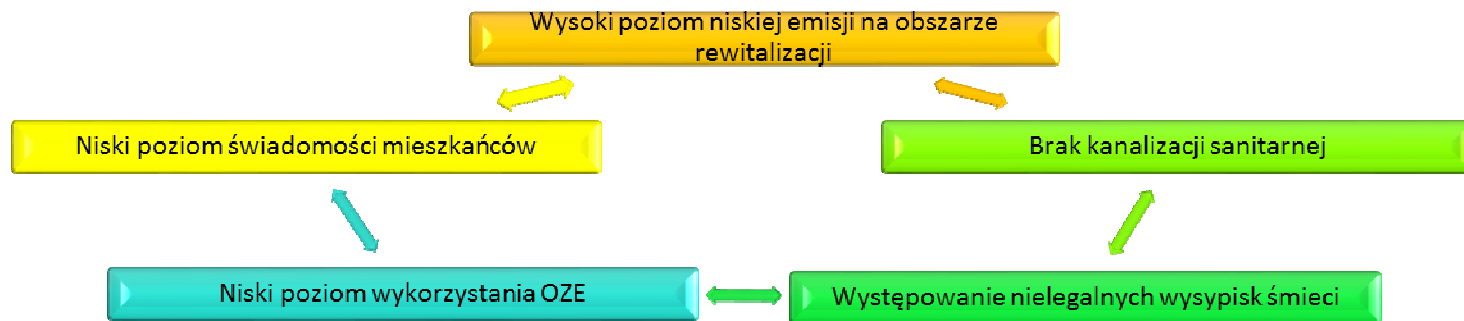 Wysoki poziom niskiej emisji na obszarze
rewitalizacji
Niski poziom świadomości mieszkańców
Brak kanalizacji sanitarnej
Niski poziom wykorzystania OZE
Występowanie nielegalnych wysypisk śmieci